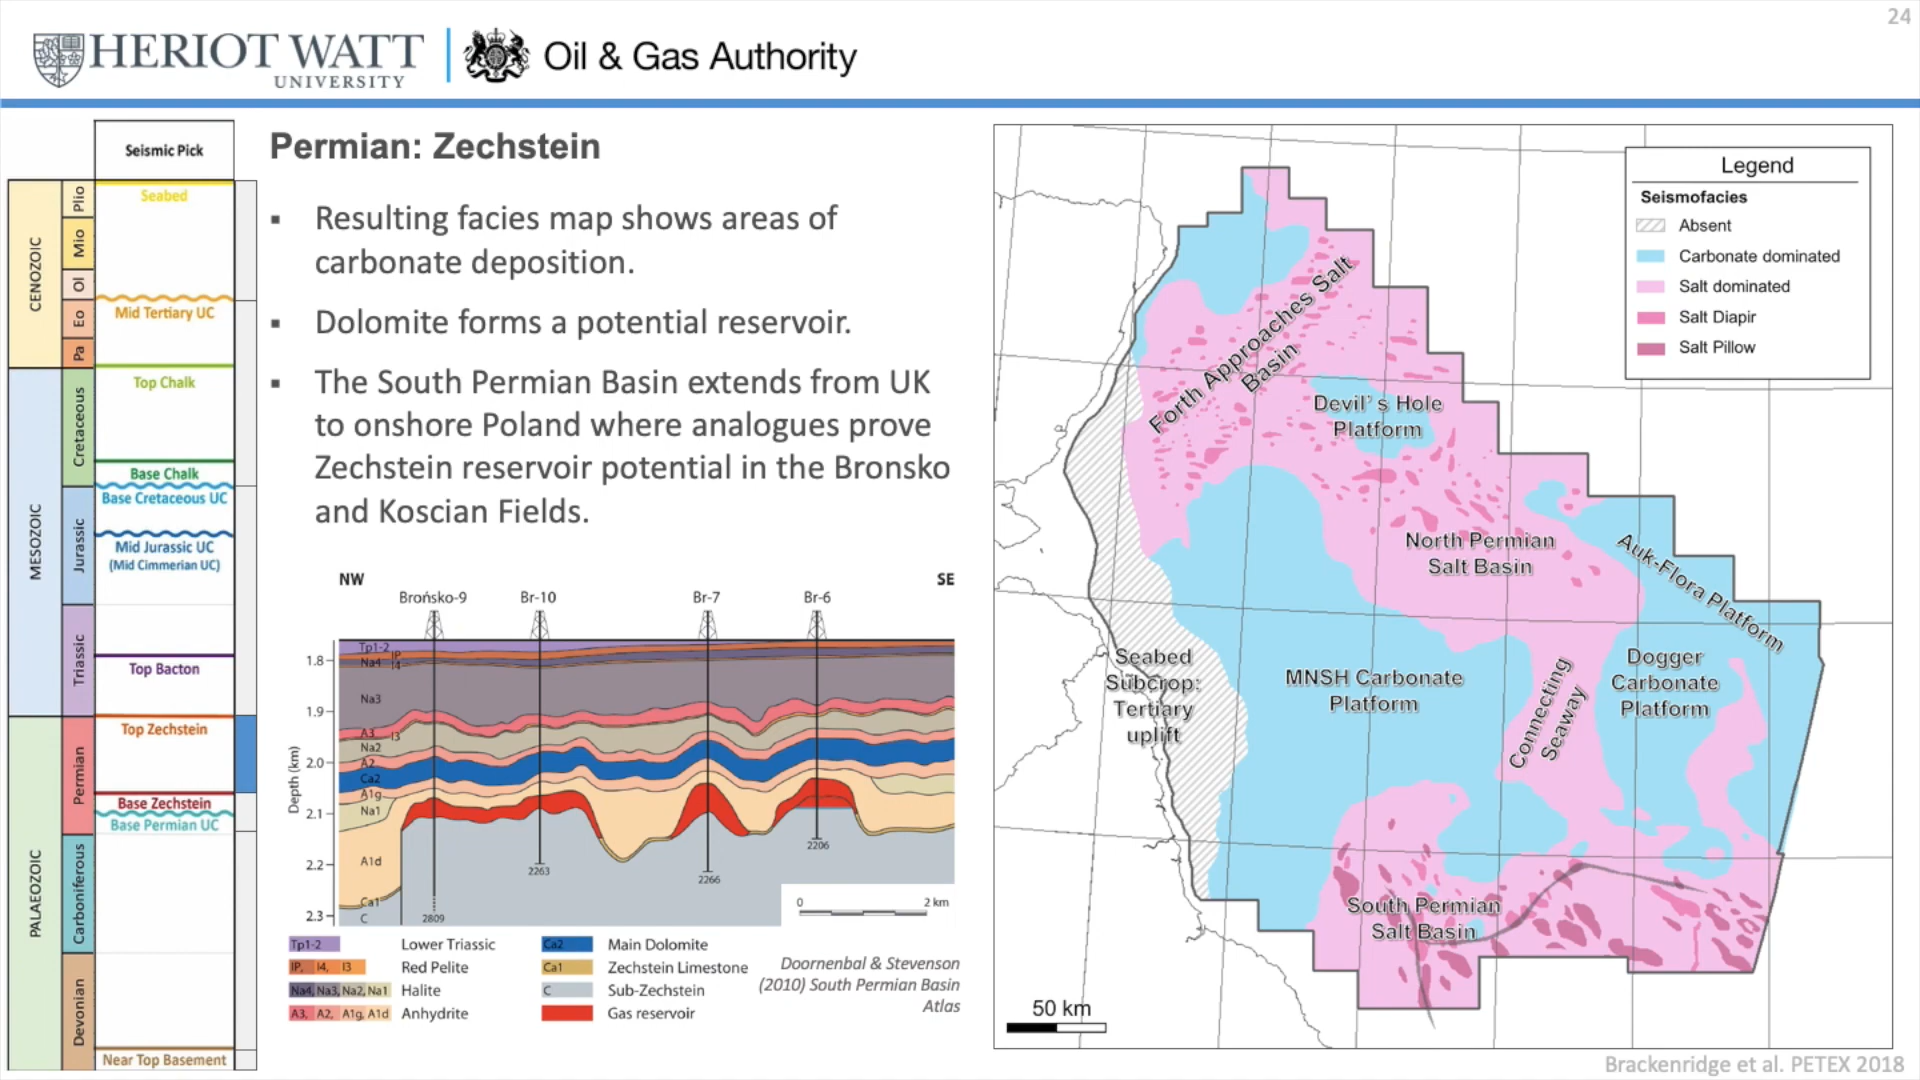 24
HERIOT WATT
UNIVERSITY
Oil & Gas Authority
Seismic Pick
CENOZOIC
MESOZOIC
PALAEOZOIC
Plio
Mio
Ol
Eo
Pa
Cretaceous
Jurassic
Triassic
Permian
Carboniferous
Devonian
Seabed
Mid Tertiary UC
Top Chalk
Base Chalk
Base Cretaceous UC
Mid Jurassic UC
(Mid Cimmerian UC)
Top Bacton
Top Zechstein
Base Zechstein
Base Permian UC
Near Top Basement
Permian: Zechstein
▪ Resulting facies map shows areas of
carbonate deposition.
▪ Dolomite forms a potential reservoir.
▪ The South Permian Basin extends from UK
to onshore Poland where analogues prove
Zechstein reservoir potential in the Bronsko
and Koscian Fields.
NW
SE
Brońsko-9
Br-10
Br-7
Br-6
Depth (km)
1.8
1.9
2.0
2.1
2.2
2.3
Tp1-2
IP
Na4
I4
Na3
A3
I3
Na2
A2
Ca2
A1g
Na1
A1d
Ca1
C
2809
2263
2266
2206
0
2 km
Tp1-2 Lower Triassic
IP, I4, I3 Red Pelite
Na4, Na3, Na2, Na1 Halite
A3, A2, A1g, A1d Anhydrite
Ca2 Main Dolomite
Ca1 Zechstein Limestone
C Sub-Zechstein
Gas reservoir
Doornenbal & Stevenson
(2010) South Permian Basin
Atlas
Legend
Seismofacies
Absent
Carbonate dominated
Salt dominated
Salt Diapir
Salt Pillow
Forth Approaches Salt
Basin
Devil's Hole
Platform
North Permian
Salt Basin
Auk-Flora Platform
Seabed
Subcrop:
Tertiary
uplift
MNSH Carbonate
Platform
Connecting
Seaway
Dogger
Carbonate
Platform
South Permian
Salt Basin
50 km
Brackenridge et al. PETEX 2018